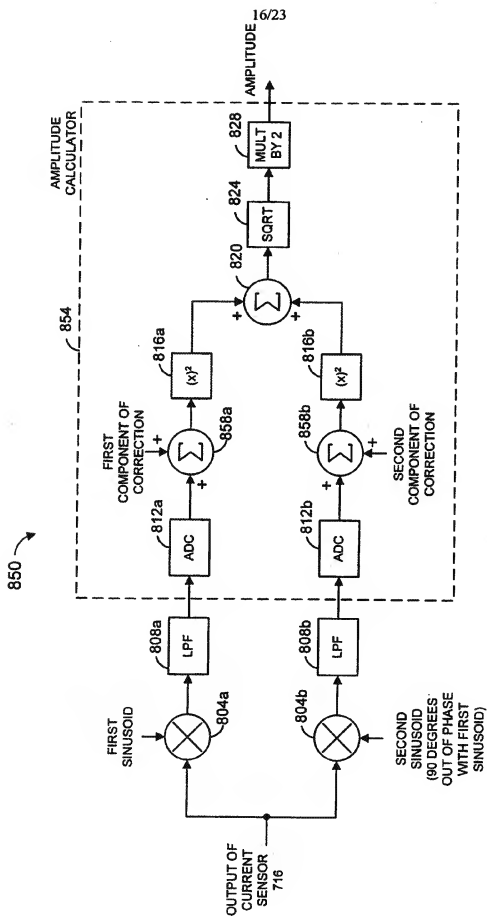 16/23
850
854
AMPLITUDE
CALCULATOR
FIRST
SINUSOID
804a
808a
LPF
812a
ADC
FIRST
COMPONENT OF
CORRECTION
+
+
Σ
858a
816a
(x)²
+
+
820
Σ
824
SQRT
828
MULT
BY 2
AMPLITUDE
OUTPUT OF
CURRENT
SENSOR
716
804b
SECOND
SINUSOID
(90 DEGREES
OUT OF PHASE
WITH FIRST
SINUSOID)
808b
LPF
812b
ADC
858b
+
Σ
+
SECOND
COMPONENT OF
CORRECTION
816b
(x)²